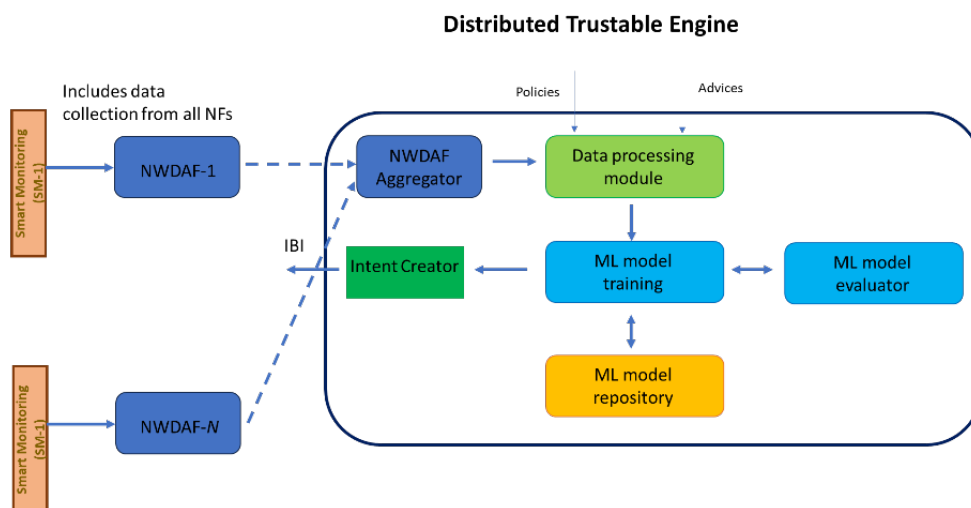 Distributed Trustable Engine
Policies
Advices
Includes data
collection from all NFs
Smart Monitoring
(SM-1)
NWDAF-1
NWDAF
Aggregator
Data processing
module
IBI
Intent Creator
ML model
training
ML model
evaluator
ML model
repository
Smart Monitoring
(SM-1)
NWDAF-N